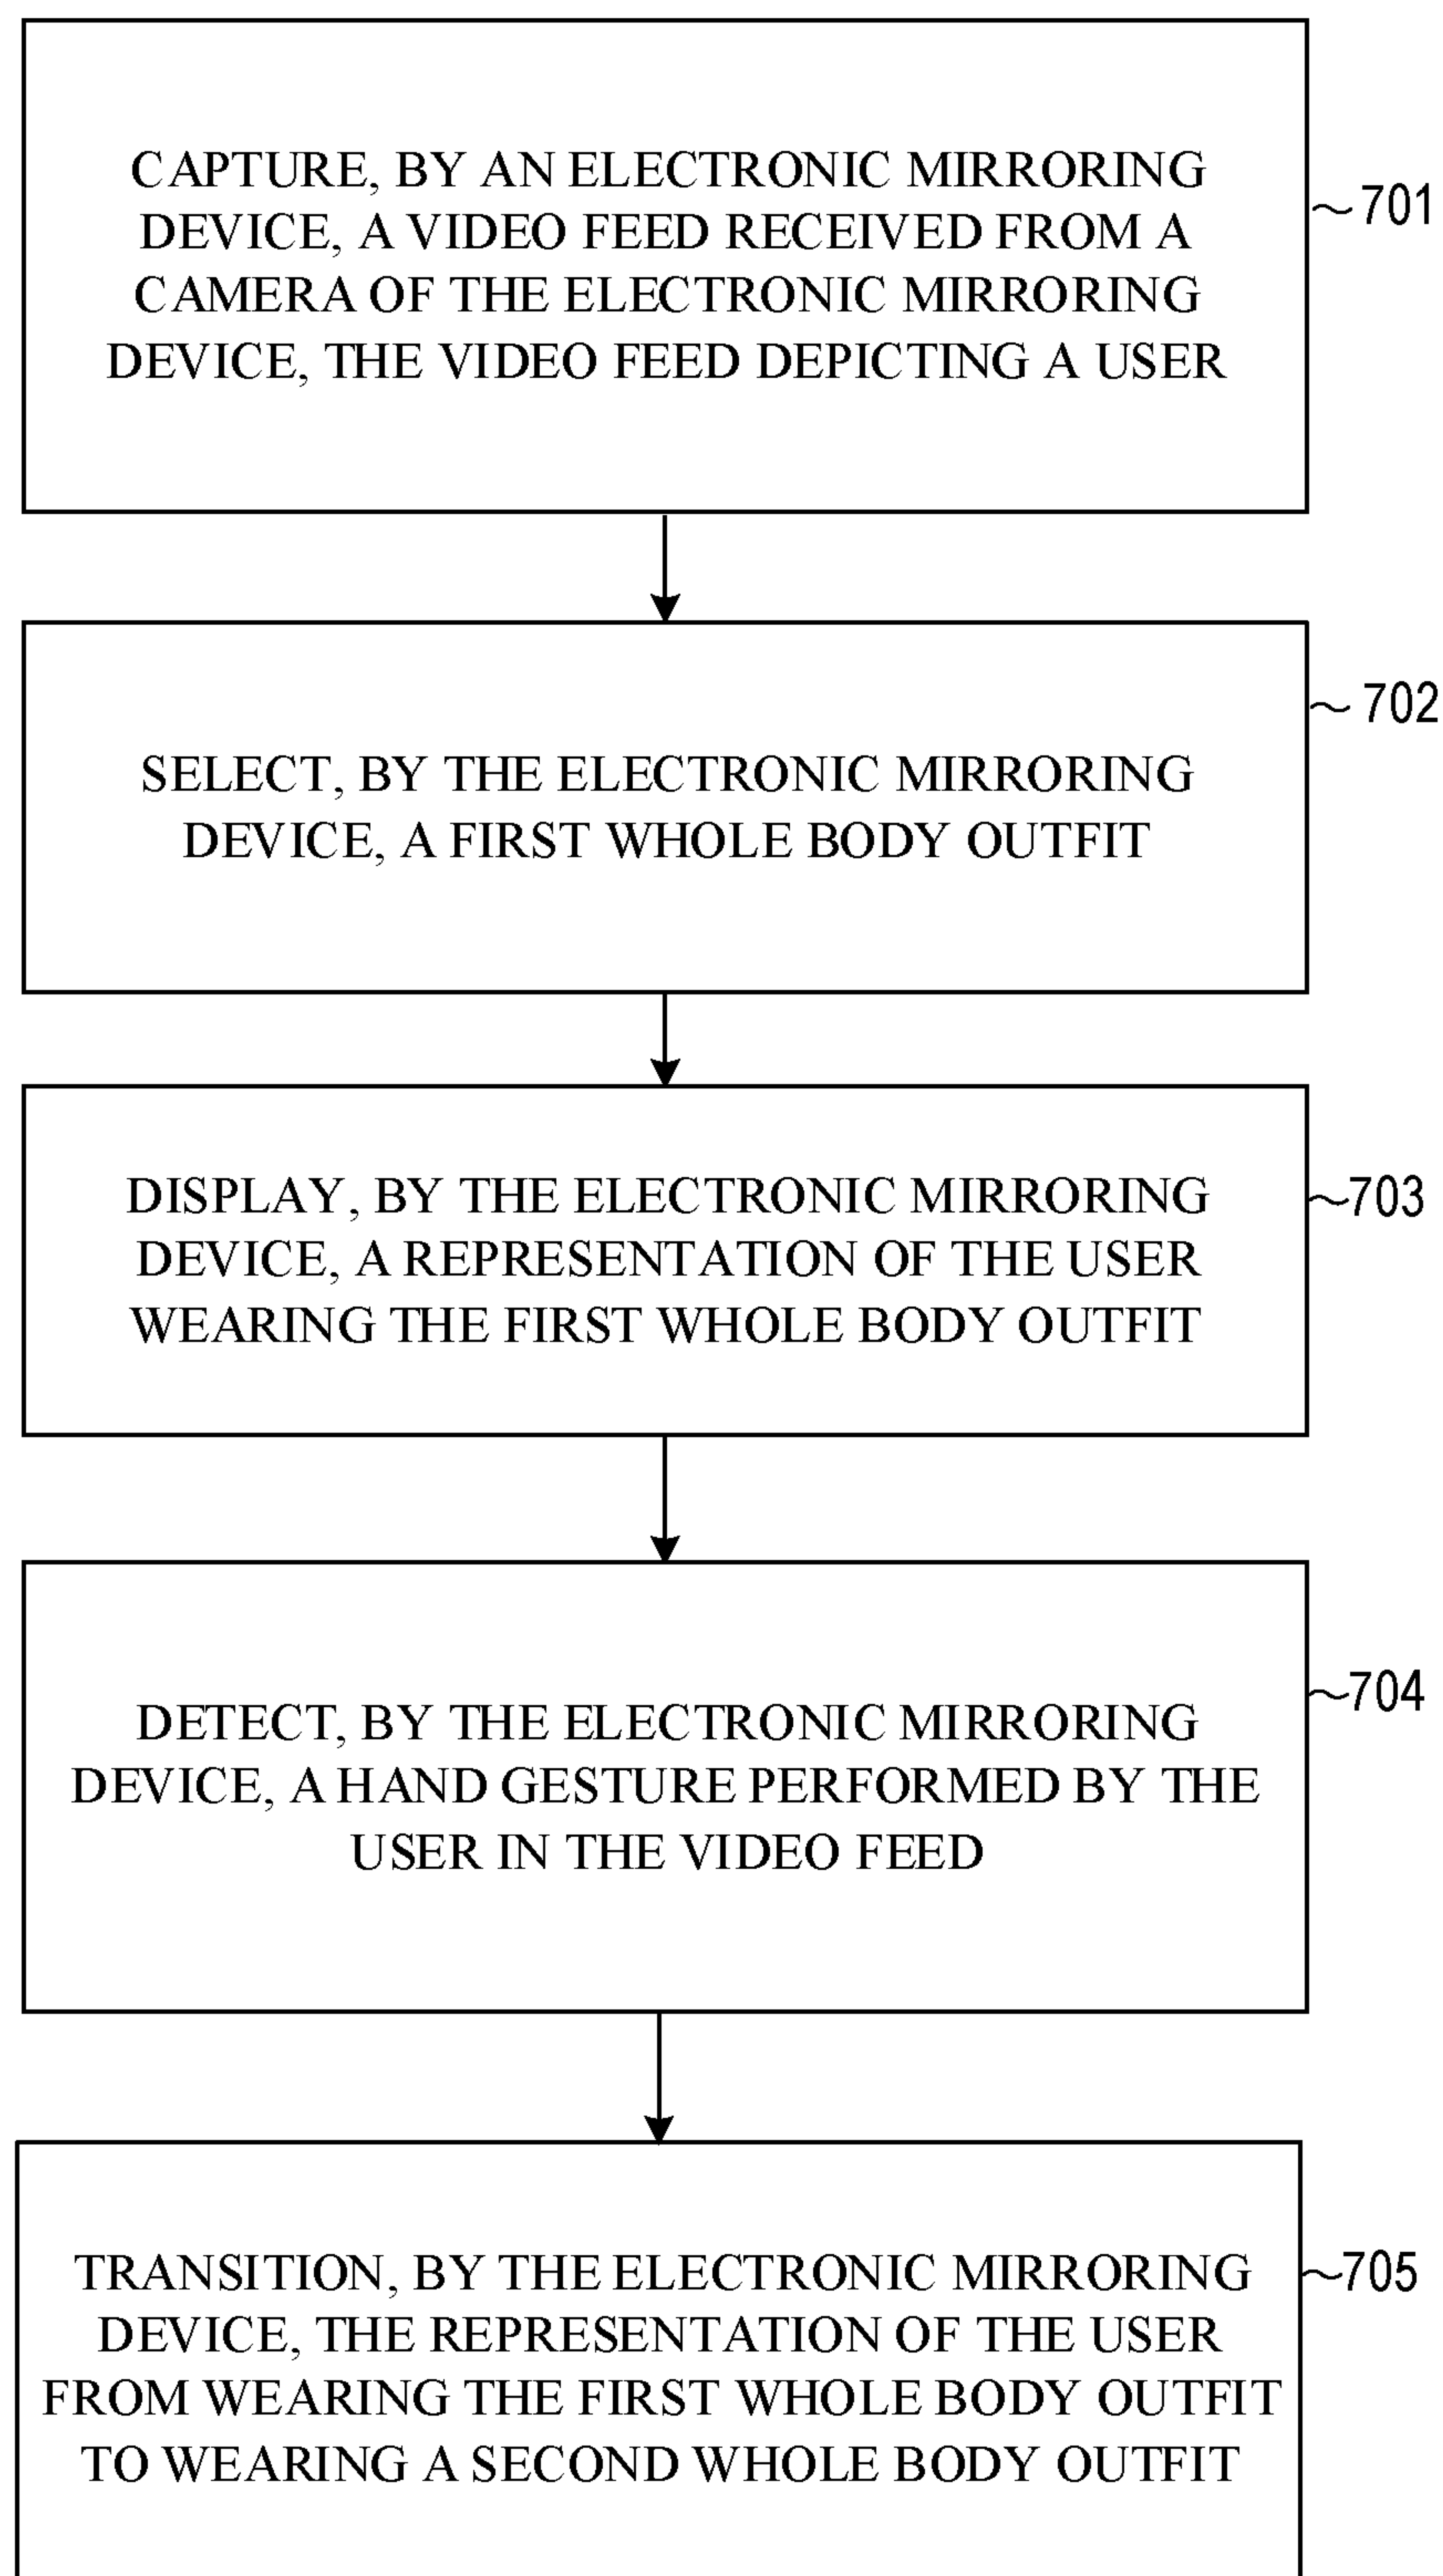 CAPTURE, BY AN ELECTRONIC MIRRORING
DEVICE, A VIDEO FEED RECEIVED FROM A
CAMERA OF THE ELECTRONIC MIRRORING
DEVICE, THE VIDEO FEED DEPICTING A USER
701
SELECT, BY THE ELECTRONIC MIRRORING
DEVICE, A FIRST WHOLE BODY OUTFIT
702
DISPLAY, BY THE ELECTRONIC MIRRORING
DEVICE, A REPRESENTATION OF THE USER
WEARING THE FIRST WHOLE BODY OUTFIT
703
DETECT, BY THE ELECTRONIC MIRRORING
DEVICE, A HAND GESTURE PERFORMED BY THE
USER IN THE VIDEO FEED
704
TRANSITION, BY THE ELECTRONIC MIRRORING
DEVICE, THE REPRESENTATION OF THE USER
FROM WEARING THE FIRST WHOLE BODY OUTFIT
TO WEARING A SECOND WHOLE BODY OUTFIT
705